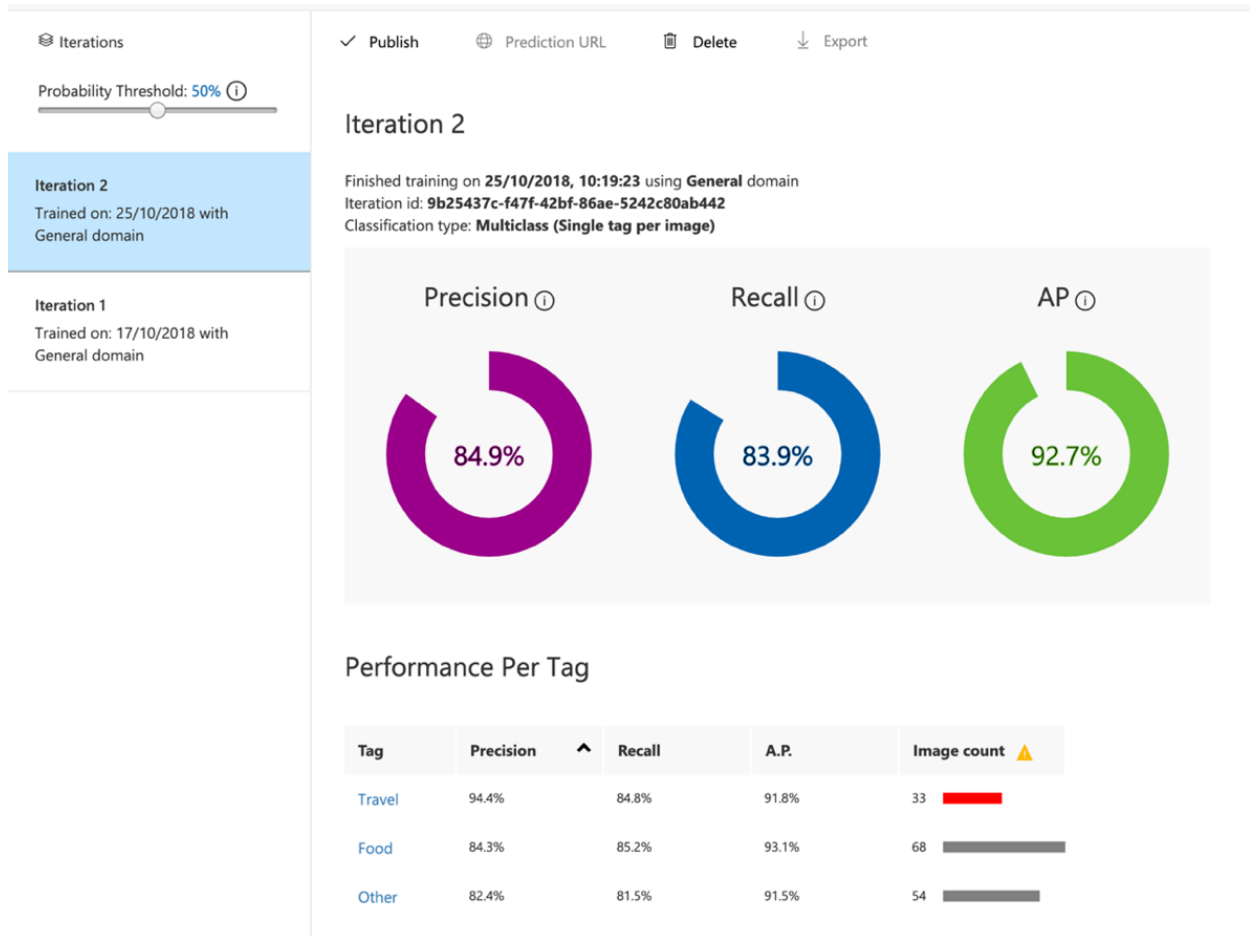 Iterations
Probability Threshold: 50%
Iteration 2
Trained on: 25/10/2018 with
General domain
Iteration 1
Trained on: 17/10/2018 with
General domain
Publish Prediction URL Delete Export
Iteration 2
Finished training on 25/10/2018, 10:19:23 using General domain
Iteration id: 9b25437c-f47f-42bf-86ae-5242c80ab442
Classification type: Multiclass (Single tag per image)
Precision Recall AP
84.9% 83.9% 92.7%
Performance Per Tag
Tag Precision Recall A.P. Image count
Travel 94.4% 84.8% 91.8% 33
Food 84.3% 85.2% 93.1% 68
Other 82.4% 81.5% 91.5% 54